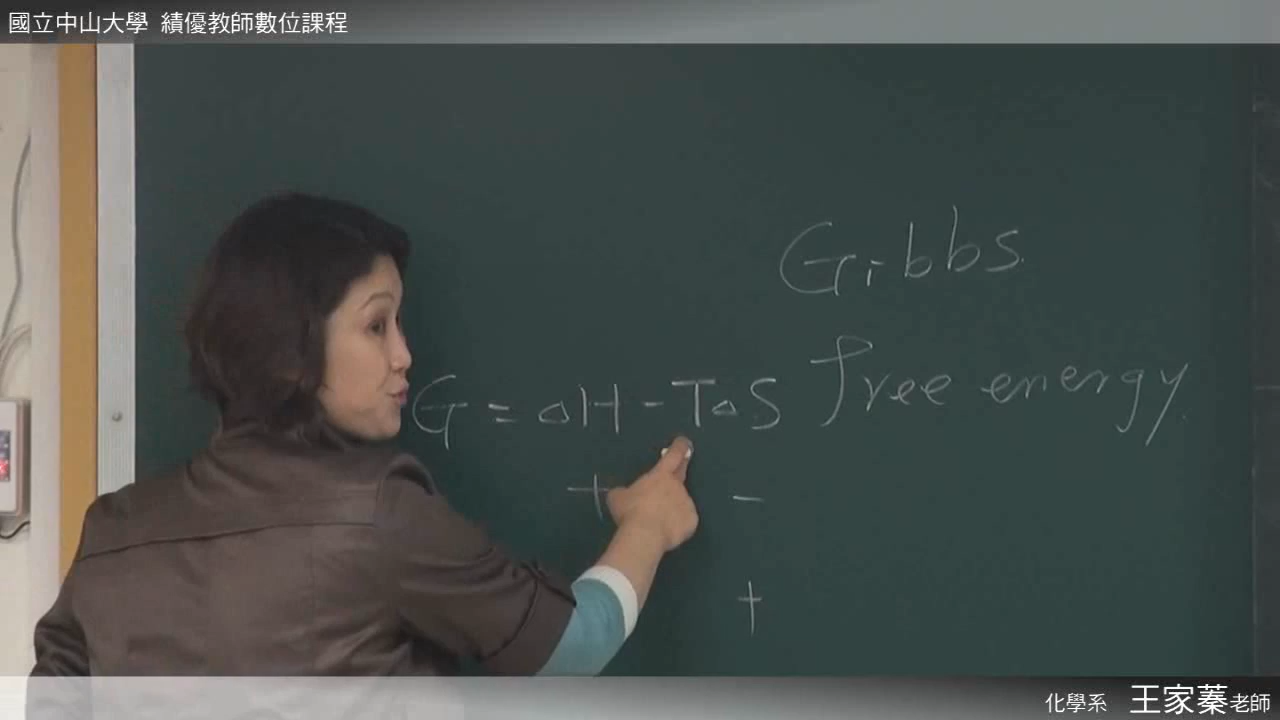 國立中山大學 績優教師數位課程
Gibbs
free energy.
G = ΔH - TΔS
+ -
+
化學系 王家蓁老師